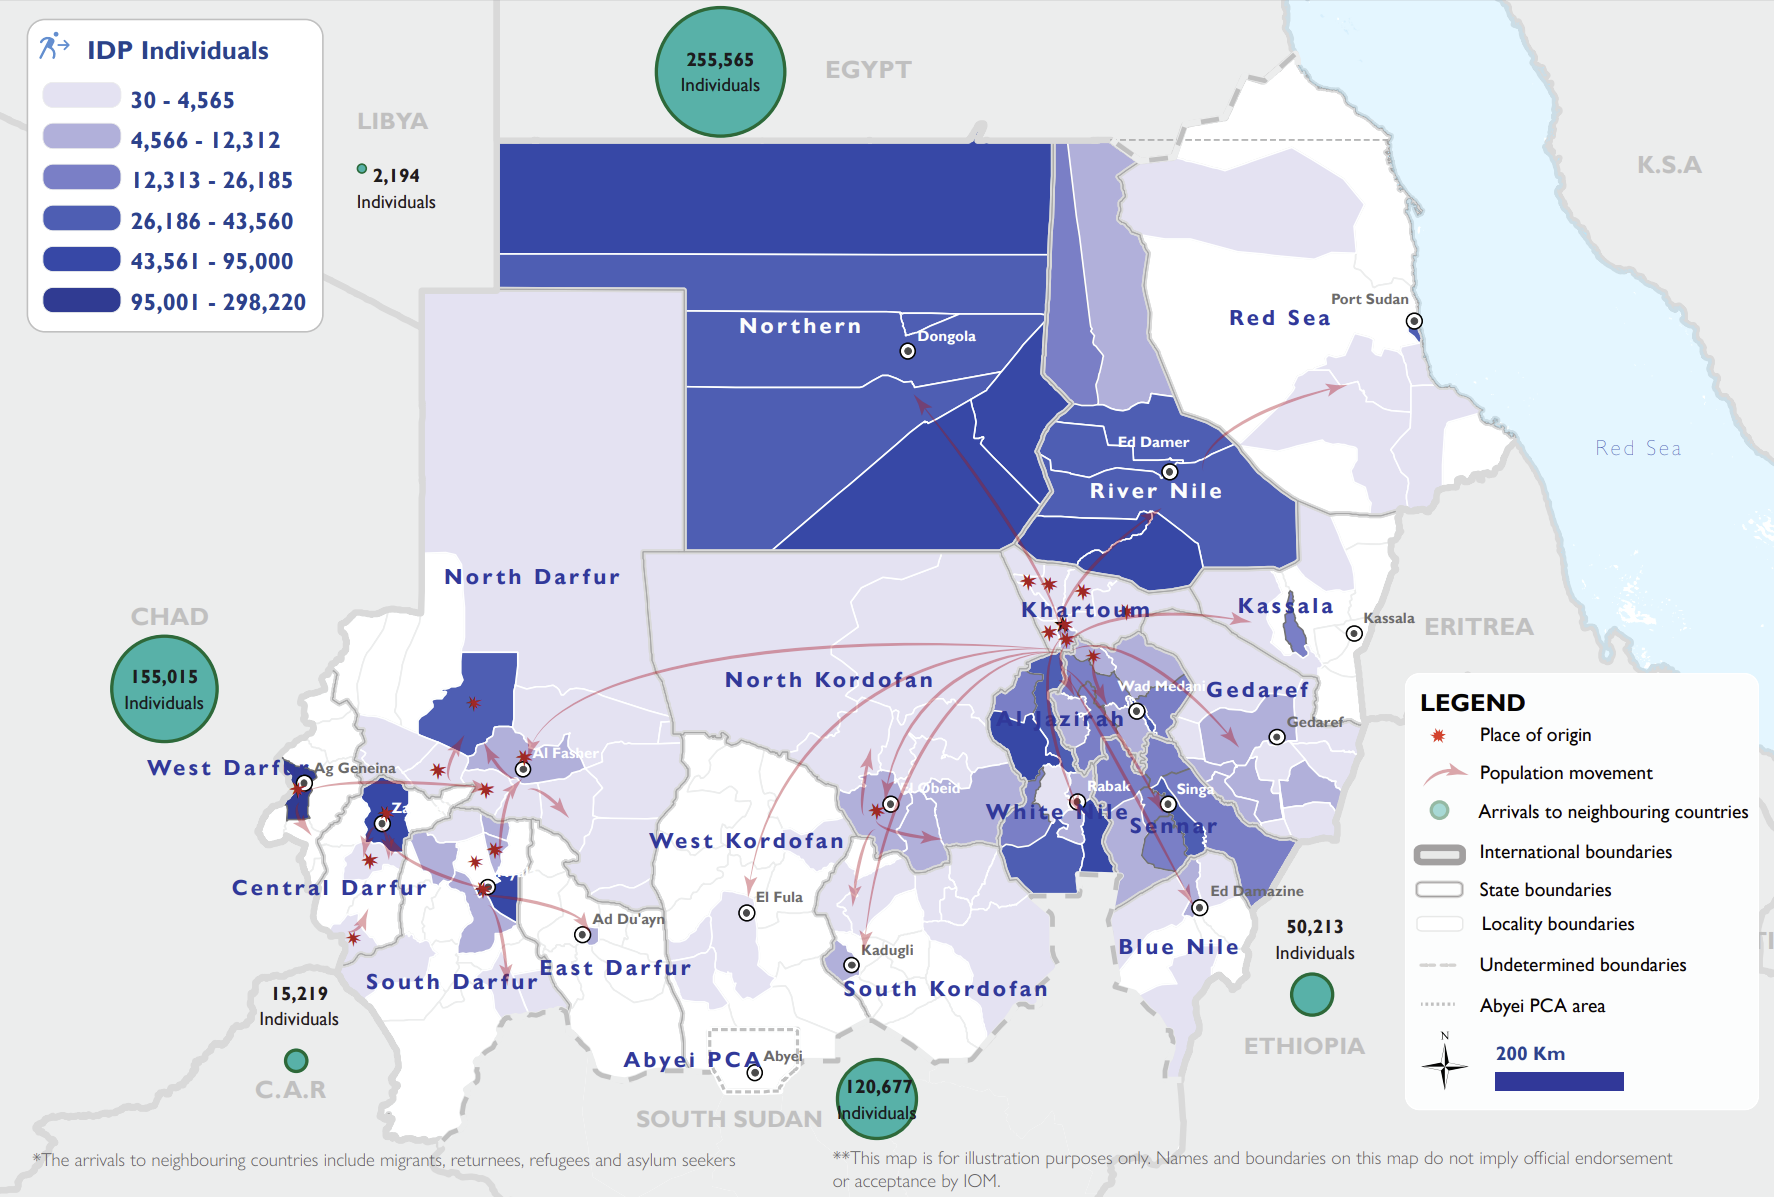 IDP Individuals
30 - 4,565
4,566 - 12,312
12,313 - 26,185
26,186 - 43,560
43,561 - 95,000
95,001 - 298,220
255,565
Individuals
EGYPT
LIBYA
2,194
Individuals
K.S.A
Port Sudan
Red Sea
Northern
Dongola
Ed Damer
Red Sea
River Nile
North Darfur
Khartoum
Kassala
Kassala
ERITREA
CHAD
155,015
Individuals
North Kordofan
Wad Medani
Gedaref
Al Jazirah
Gedaref
West Darfur
Ag Geneina
Al Fasher
Obeid
Rabak
Singa
White Nile
Sennar
West Kordofan
Central Darfur
El Fula
Ed Damazine
Ad Du'ayn
50,213
Individuals
Blue Nile
Kadugli
East Darfur
South Darfur
South Kordofan
15,219
Individuals
C.A.R
ETHIOPIA
Abyei PCA
Abyei
120,677
Individuals
SOUTH SUDAN
LEGEND
Place of origin
Population movement
Arrivals to neighbouring countries
International boundaries
State boundaries
Locality boundaries
Undetermined boundaries
Abyei PCA area
N
200 Km
*The arrivals to neighbouring countries include migrants, returnees, refugees and asylum seekers
**This map is for illustration purposes only. Names and boundaries on this map do not imply official endorsement
or acceptance by IOM.